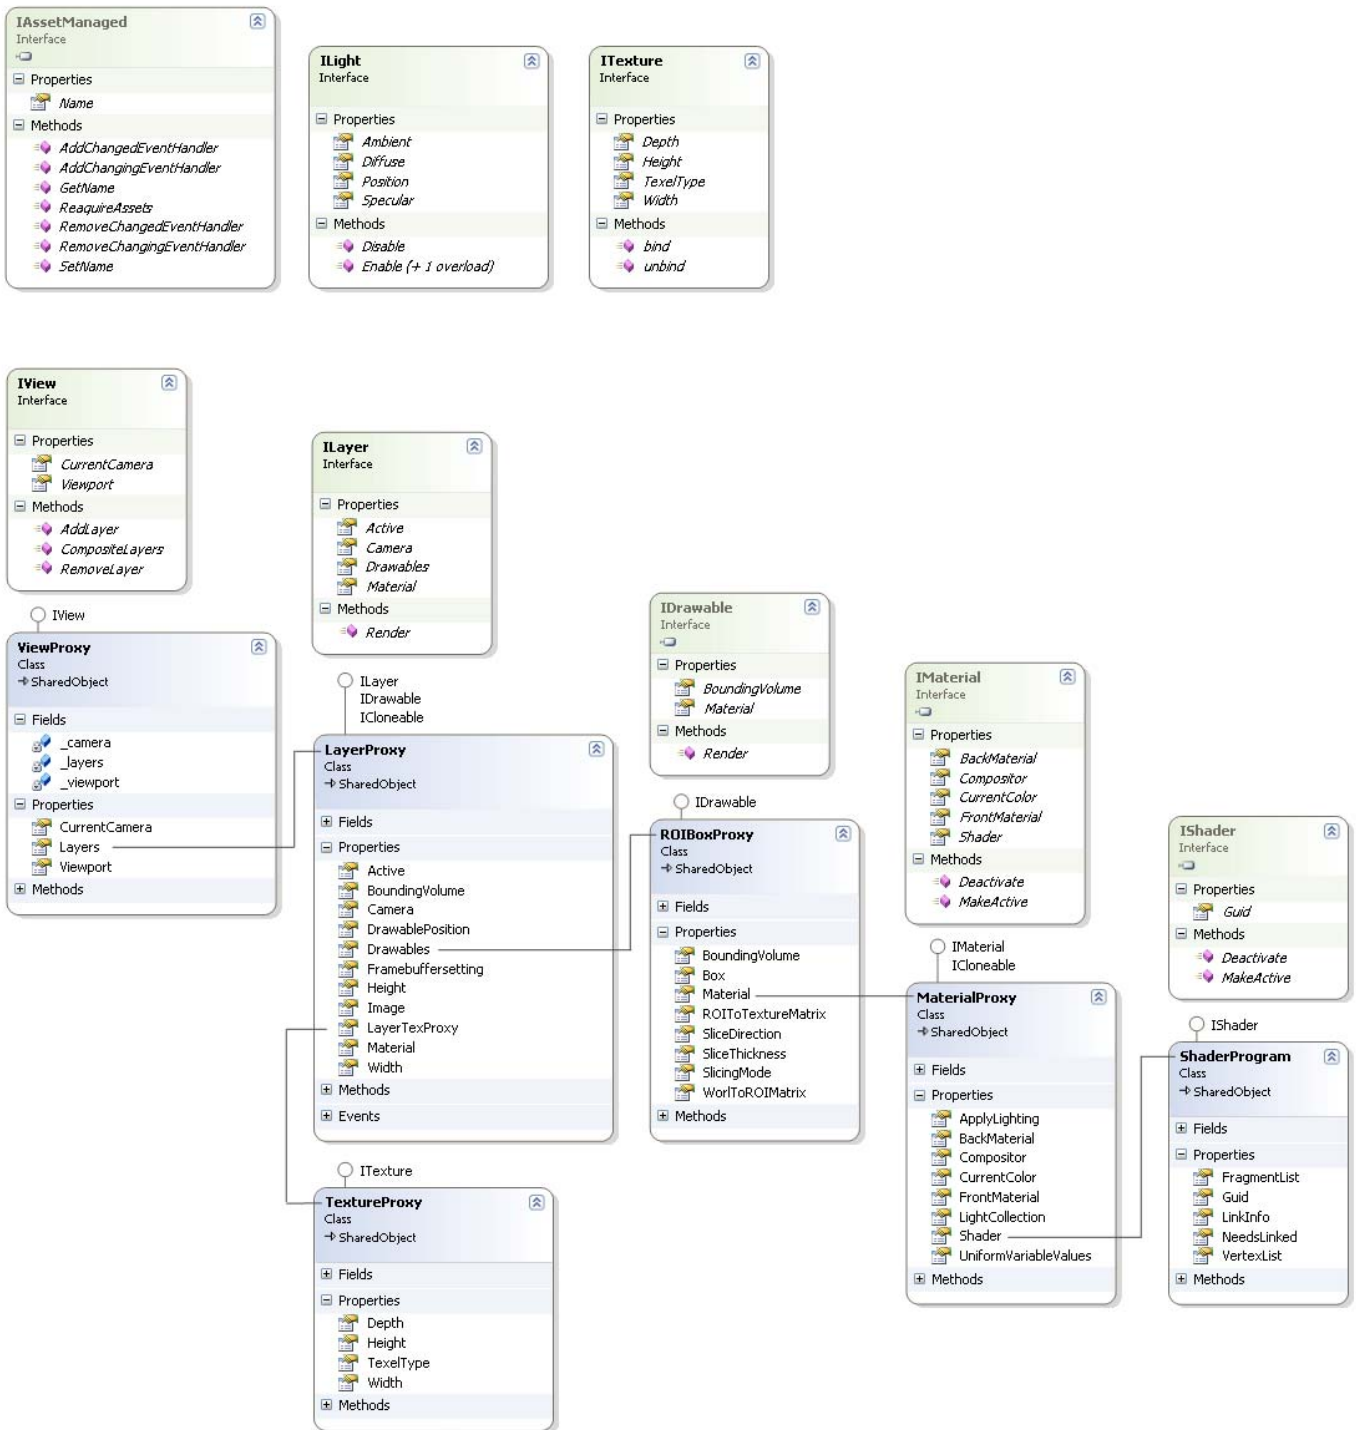 IAssetManaged
Interface
Properties
Name
Methods
AddChangedEventHandler
AddChangingEventHandler
GetName
ReaquireAssets
RemoveChangedEventHandler
RemoveChangingEventHandler
SetName
ILight
Interface
Properties
Ambient
Diffuse
Position
Specular
Methods
Disable
Enable (+ 1 overload)
ITexture
Interface
Properties
Depth
Height
TexelType
Width
Methods
bind
unbind
IView
Interface
Properties
CurrentCamera
Viewport
Methods
AddLayer
CompositeLayers
RemoveLayer
IView
ViewProxy
Class
SharedObject
Fields
_camera
_layers
_viewport
Properties
CurrentCamera
Layers
Viewport
Methods
ILayer
Interface
Properties
Active
Camera
Drawables
Material
Methods
Render
ILayer
IDrawable
ICloneable
LayerProxy
Class
SharedObject
Fields
Properties
Active
BoundingVolume
Camera
DrawablePosition
Drawables
Framebuffersetting
Height
Image
LayerTexProxy
Material
Width
Methods
Events
ITexture
TextureProxy
Class
SharedObject
Fields
Properties
Depth
Height
TexelType
Width
Methods
IDrawable
Interface
Properties
BoundingVolume
Material
Methods
Render
IDrawable
ROIBoxProxy
Class
SharedObject
Fields
Properties
BoundingVolume
Box
Material
ROIToTextureMatrix
SliceDirection
SliceThickness
SlicingMode
WorlToROIMatrix
Methods
IMaterial
Interface
Properties
BackMaterial
Compositor
CurrentColor
FrontMaterial
Shader
Methods
Deactivate
MakeActive
IMaterial
ICloneable
MaterialProxy
Class
SharedObject
Fields
Properties
ApplyLighting
BackMaterial
Compositor
CurrentColor
FrontMaterial
LightCollection
Shader
UniformVariableValues
Methods
IShader
Interface
Properties
Guid
Methods
Deactivate
MakeActive
IShader
ShaderProgram
Class
SharedObject
Fields
Properties
FragmentList
Guid
LinkInfo
NeedsLinked
VertexList
Methods